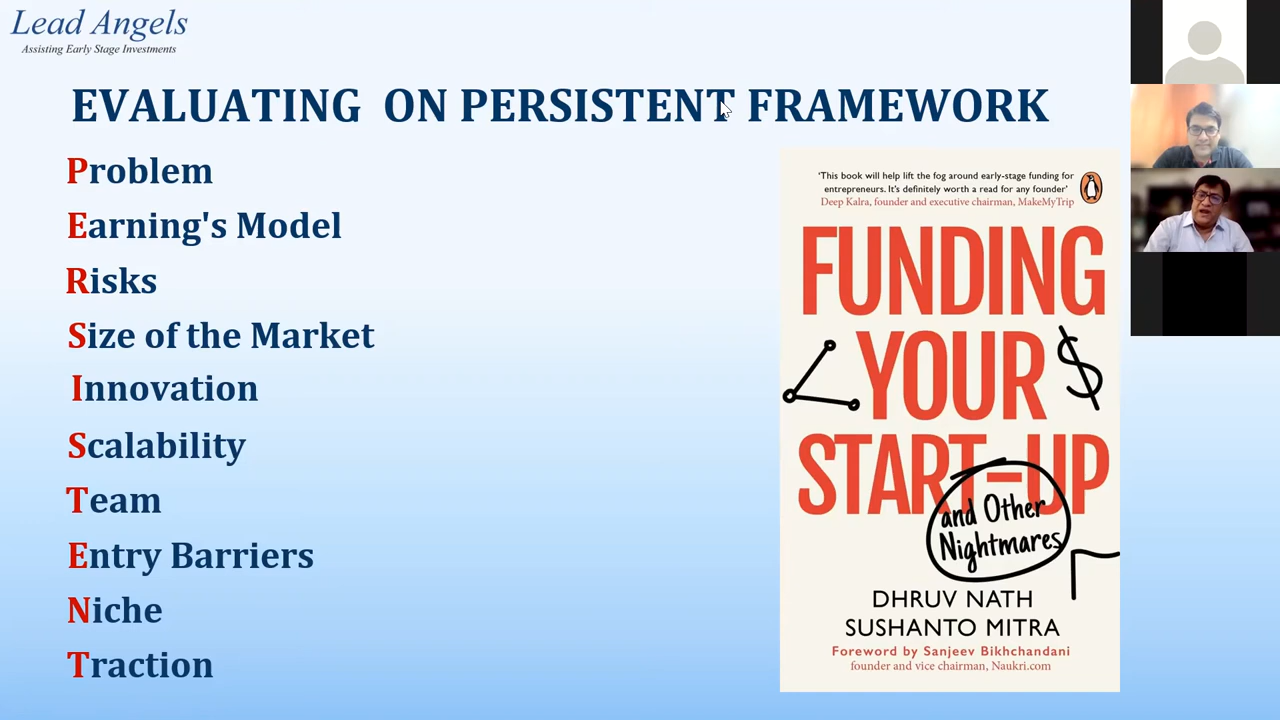 Lead Angels
Assisting Early Stage Investments
EVALUATING ON PERSISTENT FRAMEWORK
Problem
Earning's Model
Risks
Size of the Market
Innovation
Scalability
Team
Entry Barriers
Niche
Traction
‘This book will help lift the fog around early-stage funding for
entrepreneurs. It’s definitely worth a read for any founder’
Deep Kalra, founder and executive chairman, MakeMyTrip
FUNDING
YOUR $
START-UP
and Other
Nightmares
DHRUV NATH
SUSHANTO MITRA
Foreword by Sanjeev Bikhchandani
founder and vice chairman, Naukri.com